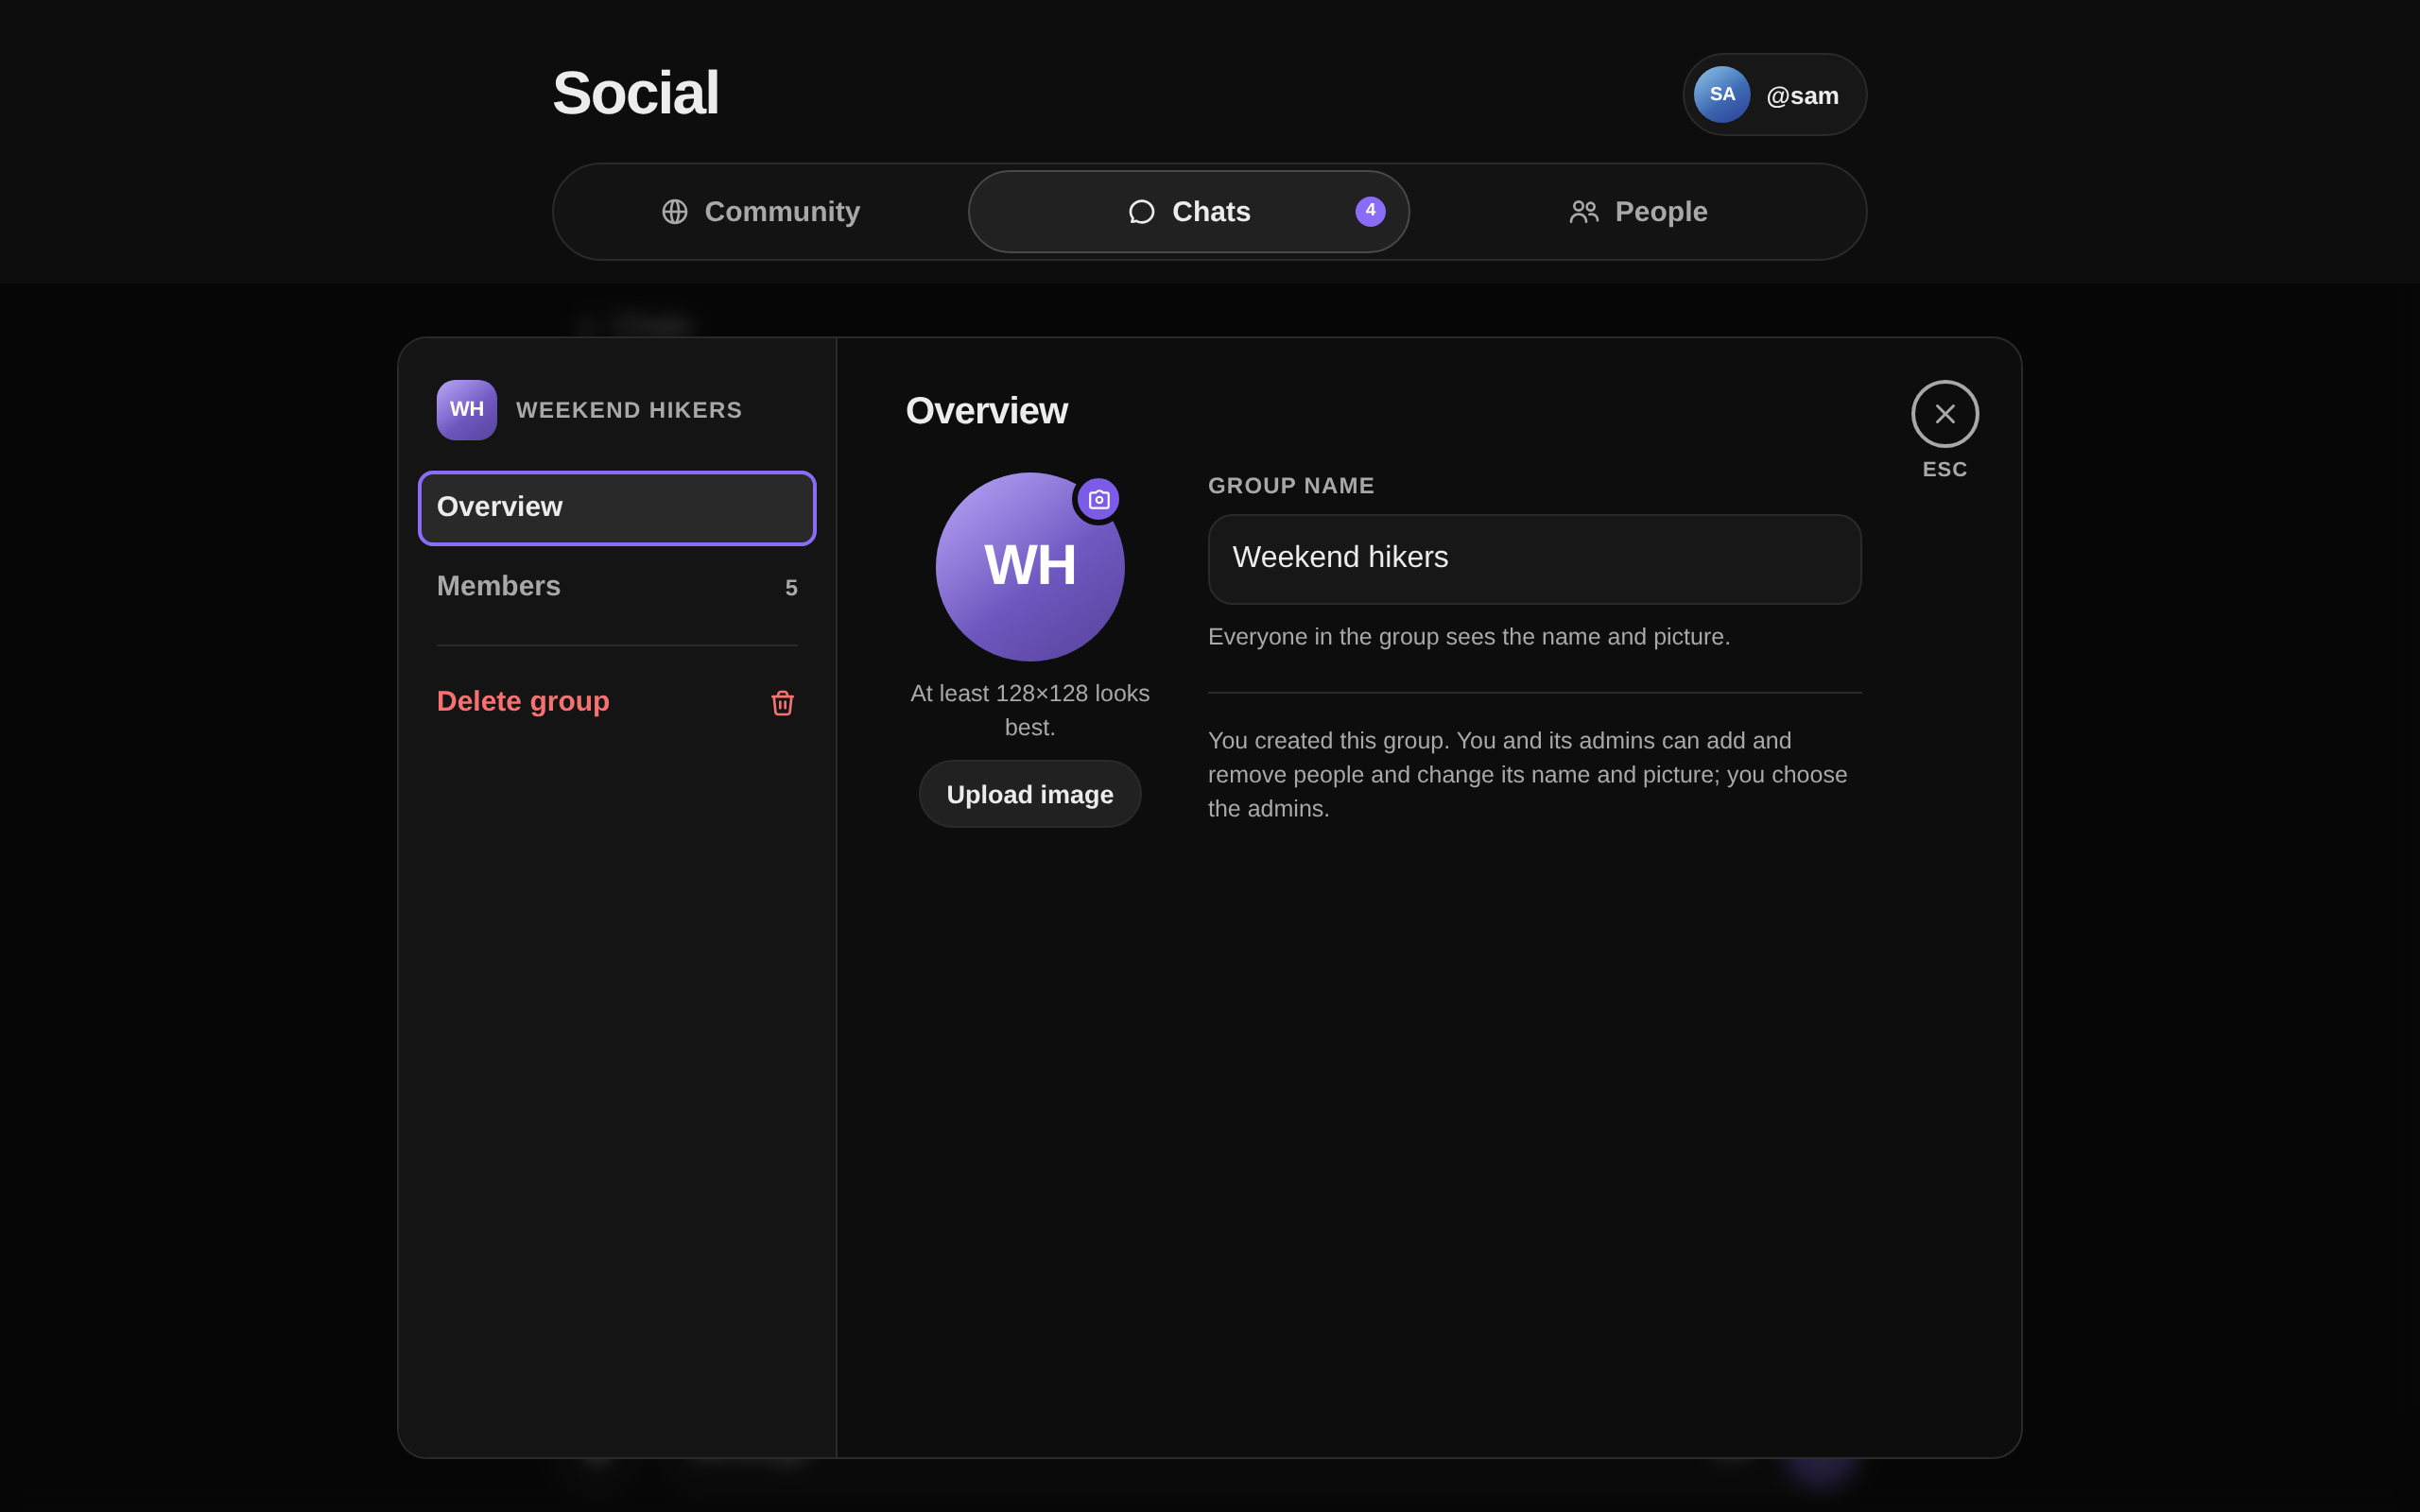 Social
SA @sam
Community
Chats 4
People
WH WEEKEND HIKERS
Overview
Members 5
Delete group
Overview
ESC
WH
At least 128×128 looks
best.
Upload image
GROUP NAME
Weekend hikers
Everyone in the group sees the name and picture.
You created this group. You and its admins can add and
remove people and change its name and picture; you choose
the admins.